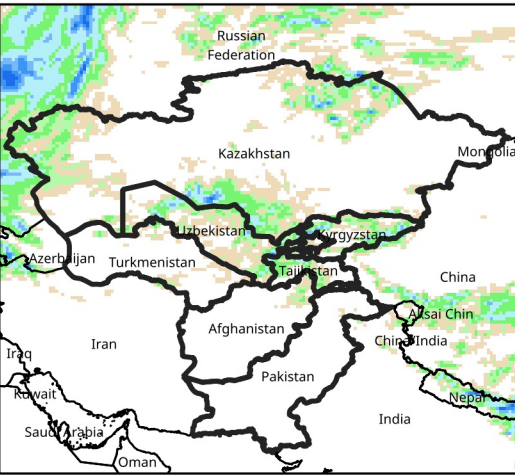 Russian
Federation
Kazakhstan
Mongolia
Uzbekistan
Kyrgyzstan
Azerbaijan
Turkmenistan
Tajikistan
China
Aksai Chin
Afghanistan
Iran
China/India
Iraq
Pakistan
Kuwait
Nepal
India
Saudi Arabia
Oman